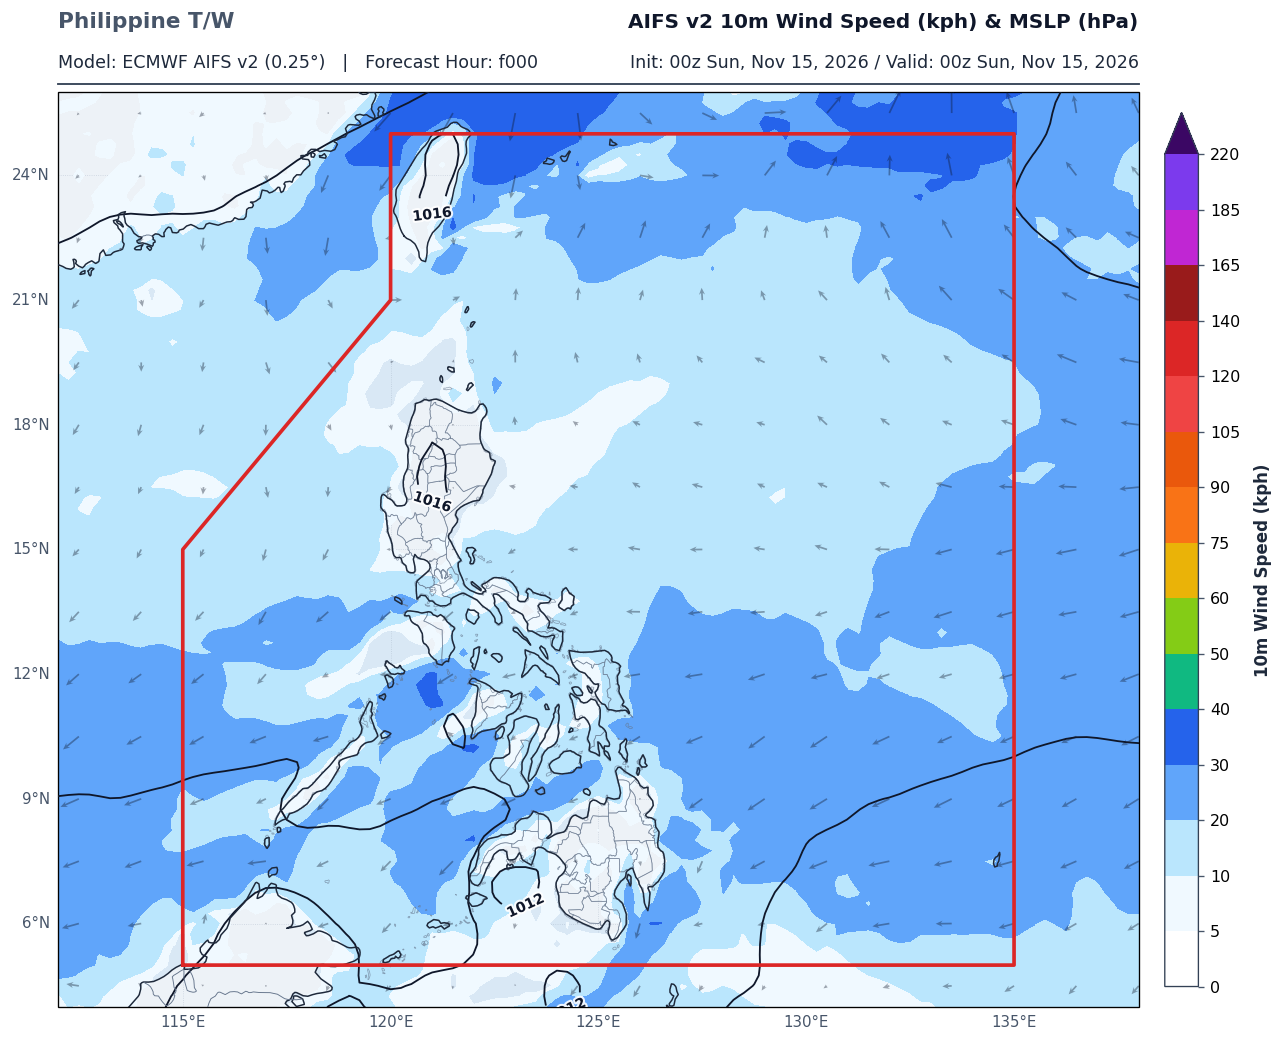 Philippine T/W
AIFS v2 10m Wind Speed (kph) & MSLP (hPa)
Model: ECMWF AIFS v2 (0.25°) | Forecast Hour: f000
Init: 00z Sun, Nov 15, 2026 / Valid: 00z Sun, Nov 15, 2026
24°N
21°N
18°N
15°N
12°N
9°N
6°N
1016
1016
1012
115°E
120°E
125°E
130°E
135°E
220
185
165
140
120
105
90
75
60
50
40
30
20
10
5
0
10m Wind Speed (kph)